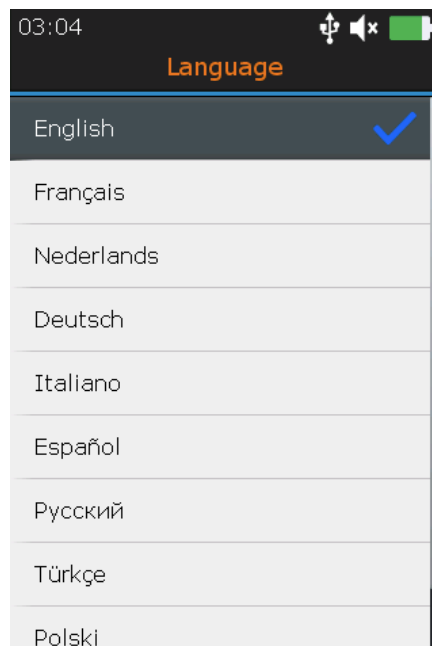 03:04
Language
English
Français
Nederlands
Deutsch
Italiano
Español
Русский
Türkçe
Polski